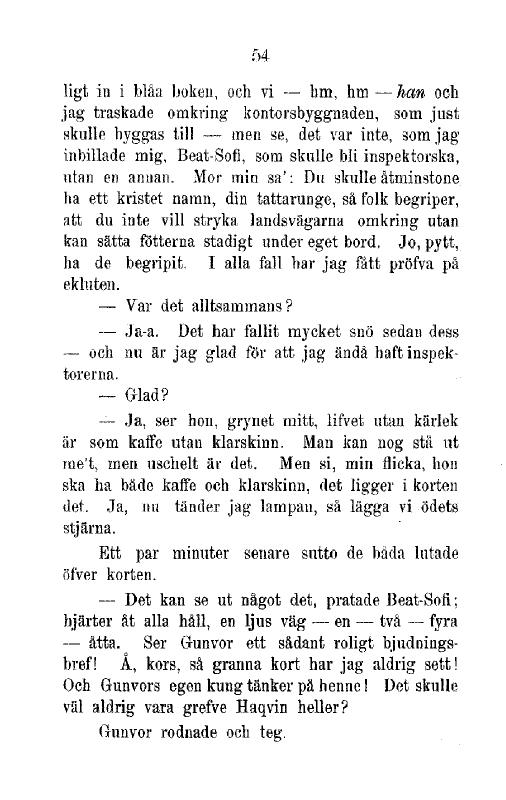 54
ligt in i blåa boken, och vi — hm, hm — han och
jag traskade omkring kontorsbyggnaden, som just
skulle byggas till — men se, det var inte, som jag
inbillade mig, Beat-Sofi, som skulle bli inspektorska,
utan en annan. Mor min sa': Du skulle åtminstone
ha ett kristet namn, din tattarunge, så folk begriper,
att du inte vill stryka landsvägarna omkring utan
kan sätta fötterna stadigt under eget bord. Jo, pytt,
ha de begripit. I alla fall har jag fått pröfva på
ekluten.
— Var det alltsammans?
— Ja-a. Det har fallit mycket snö sedan dess
— och nu är jag glad för att jag ändå haft inspek-
torerna.
— Glad?
— Ja, ser hon, grynet mitt, lifvet utan kärlek
är som kaffe utan klarskinn. Man kan nog stå ut
me't, men uschelt är det. Men si, min flicka, hon
ska ha både kaffe och klarskinn, det ligger i korten
det. Ja, nu tänder jag lampan, så lägga vi ödets
stjärna.
Ett par minuter senare sutto de båda lutade
öfver korten.
— Det kan se ut något det, pratade Beat-Sofi;
hjärter åt alla håll, en ljus väg — en — två — fyra
— åtta. Ser Gunvor ett sådant roligt bjudnings-
bref! Å, kors, så granna kort har jag aldrig sett!
Och Gunvors egen kung tänker på henne! Det skulle
väl aldrig vara grefve Haqvin heller?
Gunvor rodnade och teg.